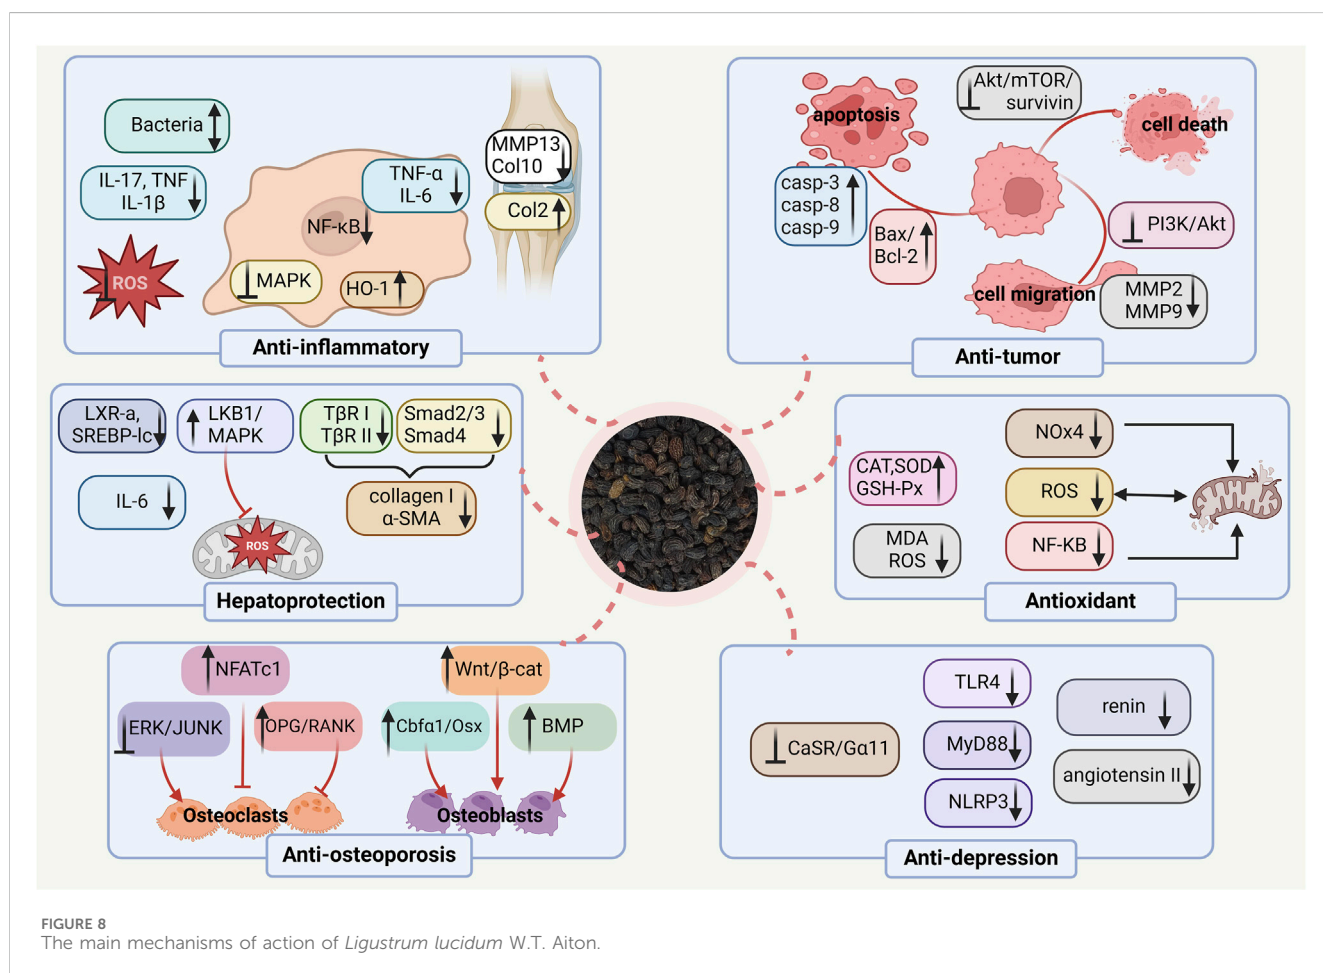 Bacteria
IL-17, TNF
IL-1β
ROS
NF-κB
TNF-α
IL-6
MAPK
HO-1
MMP13
Col10
Col2
Anti-inflammatory
apoptosis
Akt/mTOR/
survivin
cell death
casp-3
casp-8
casp-9
Bax/
Bcl-2
PI3K/Akt
cell migration
MMP2
MMP9
Anti-tumor
LXR-a,
SREBP-lc
LKB1/
MAPK
TβR I
TβR II
Smad2/3
Smad4
IL-6
collagen I
α-SMA
ROS
Hepatoprotection
CAT,SOD
GSH-Px
MDA
ROS
NOx4
ROS
NF-KB
Antioxidant
NFATc1
ERK/JUNK
OPG/RANK
Wnt/β-cat
Cbfα1/Osx
BMP
Osteoclasts
Osteoblasts
Anti-osteoporosis
CaSR/Gα11
TLR4
MyD88
NLRP3
renin
angiotensin II
Anti-depression
FIGURE 8
The main mechanisms of action of Ligustrum lucidum W.T. Aiton.